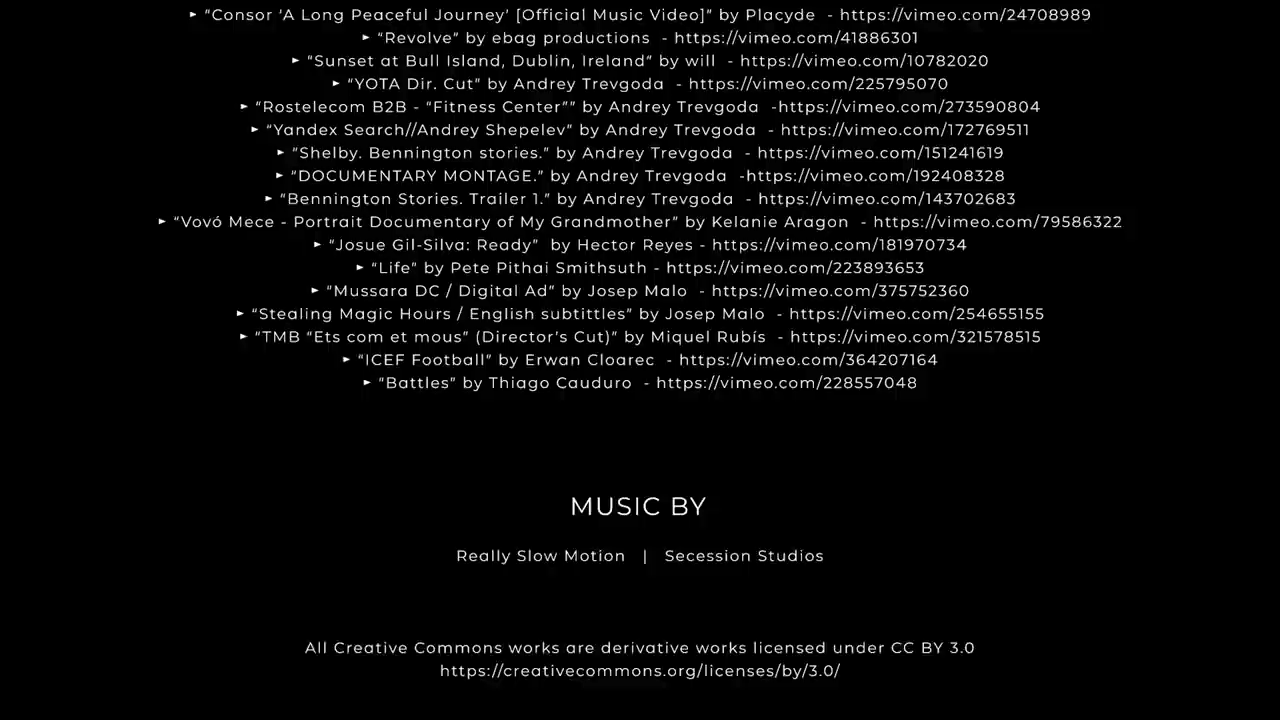 ► “Consor ‘A Long Peaceful Journey’ [Official Music Video]” by Placyde  - https://vimeo.com/24708989
► “Revolve” by ebag productions  - https://vimeo.com/41886301
► “Sunset at Bull Island, Dublin, Ireland” by will  - https://vimeo.com/10782020
► “YOTA Dir. Cut” by Andrey Trevgoda  - https://vimeo.com/225795070
► “Rostelecom B2B - “Fitness Center”” by Andrey Trevgoda  -https://vimeo.com/273590804
► “Yandex Search//Andrey Shepelev” by Andrey Trevgoda  - https://vimeo.com/172769511
► “Shelby. Bennington stories.” by Andrey Trevgoda  - https://vimeo.com/151241619
► “DOCUMENTARY MONTAGE.” by Andrey Trevgoda  -https://vimeo.com/192408328
► “Bennington Stories. Trailer 1.” by Andrey Trevgoda  - https://vimeo.com/143702683
► “Vovó Mece - Portrait Documentary of My Grandmother” by Kelanie Aragon  - https://vimeo.com/79586322
► “Josue Gil-Silva: Ready”  by Hector Reyes - https://vimeo.com/181970734
► “Life” by Pete Pithai Smithsuth - https://vimeo.com/223893653
► “Mussara DC / Digital Ad” by Josep Malo  - https://vimeo.com/375752360
► “Stealing Magic Hours / English subtittles” by Josep Malo  - https://vimeo.com/254655155
► “TMB “Ets com et mous” (Director’s Cut)” by Miquel Rubís  - https://vimeo.com/321578515
► “ICEF Football” by Erwan Cloarec  - https://vimeo.com/364207164
► “Battles” by Thiago Cauduro  - https://vimeo.com/228557048
MUSIC BY
Really Slow Motion | Secession Studios
All Creative Commons works are derivative works licensed under CC BY 3.0
https://creativecommons.org/licenses/by/3.0/